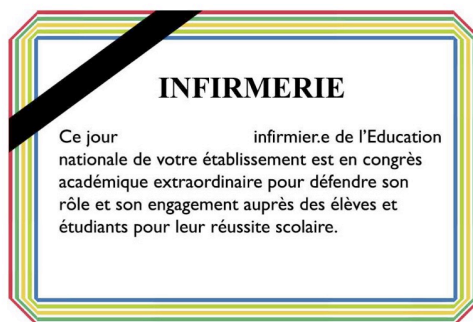 INFIRMERIE
Ce jour infirmier.e de l’Education
nationale de votre établissement est en congrès
académique extraordinaire pour défendre son
rôle et son engagement auprès des élèves et
étudiants pour leur réussite scolaire.